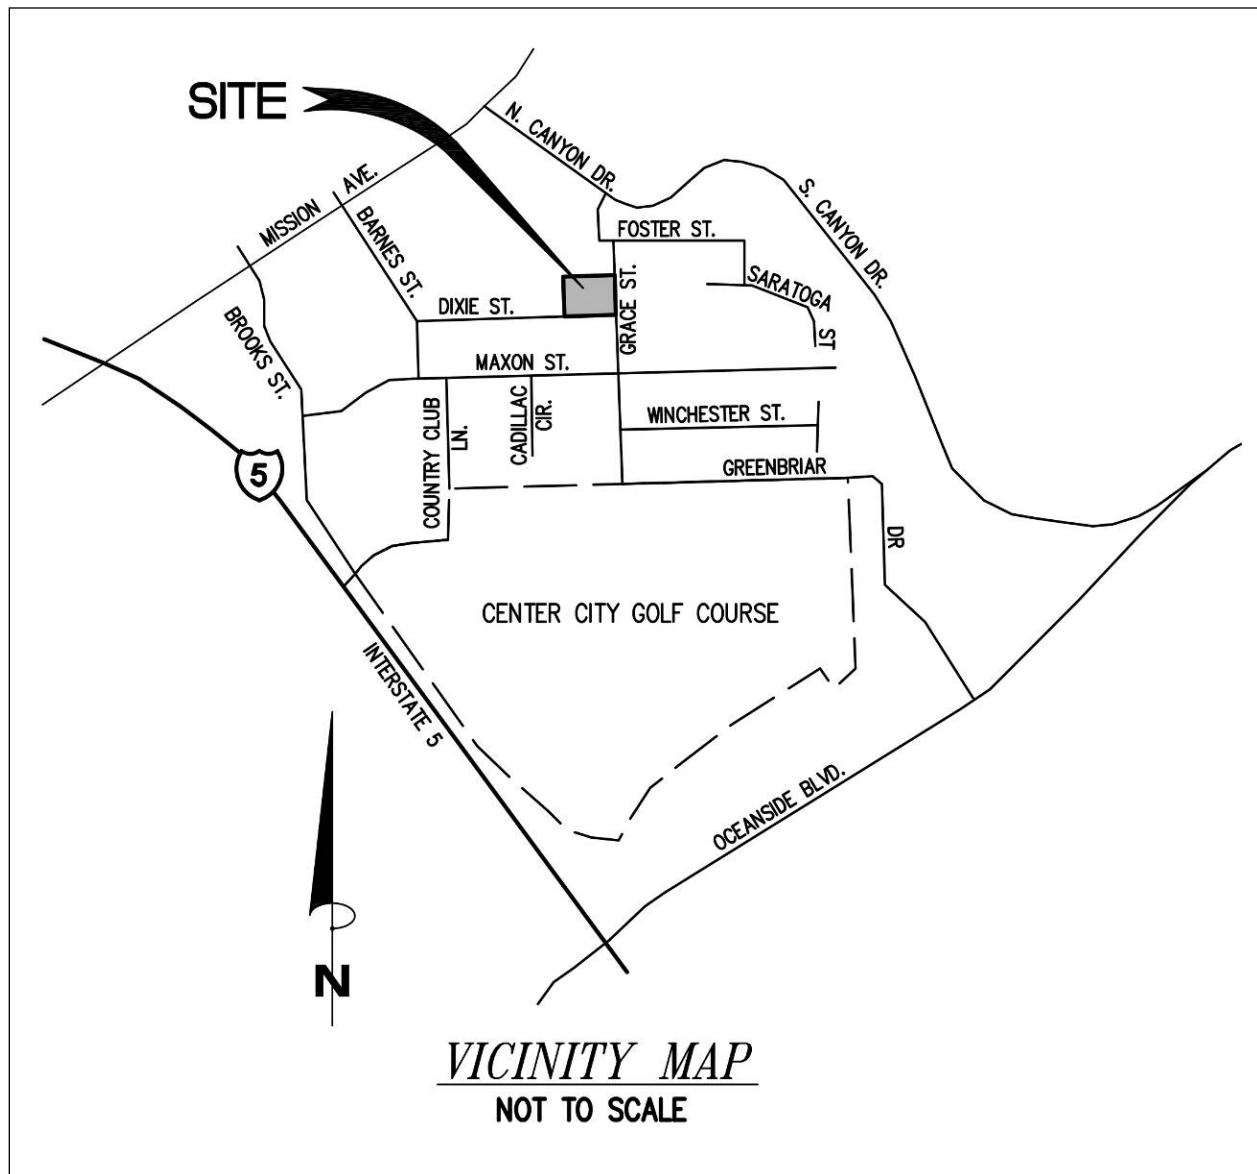 SITE
N. CANYON DR.
MISSION AVE.
S. CANYON DR.
BARNES ST.
FOSTER ST.
SARATOGA ST
DIXIE ST.
GRACE ST.
BROOKS ST.
MAXON ST.
COUNTRY CLUB
LN.
CADILLAC
CIR.
WINCHESTER ST.
GREENBRIAR DR
5
CENTER CITY GOLF COURSE
INTERSTATE 5
OCEANSIDE BLVD.
N
VICINITY MAP
NOT TO SCALE